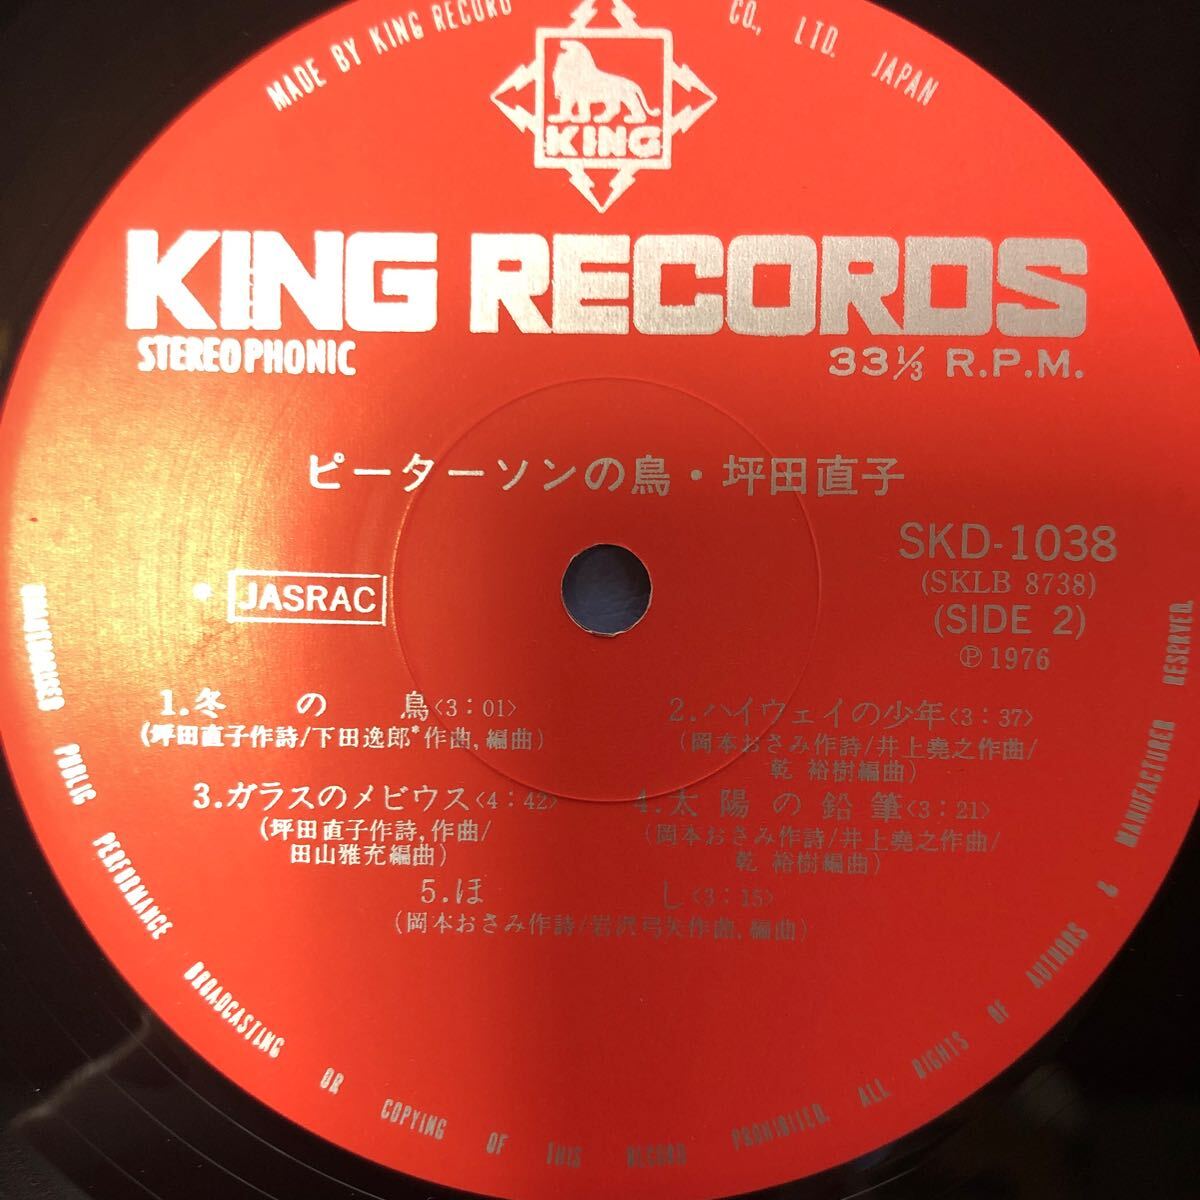 MADE BY KING RECORD CO., LTD. JAPAN
KING
KING RECORDS
STEREOPHONIC
33⅓ R.P.M.
ピーターソンの鳥・坪田直子
SKD-1038
(SKLB 8738)
(SIDE 2)
℗1976
* JASRAC
1.冬の鳥<3:01>
(坪田直子作詩/下田逸郎*作曲,編曲)
2.ハイウェイの少年<3:37>
(岡本おさみ作詩/井上堯之作曲/
乾 裕樹編曲)
3.ガラスのメビウス<4:42>
(坪田直子作詩,作曲/
田山雅充編曲)
4.太陽の鉛筆<3:21>
(岡本おさみ作詩/井上堯之作曲/
乾 裕樹編曲)
5.ほし<3:15>
(岡本おさみ作詩/岩沢弓矢作曲,編曲)
UNAUTHORISED PUBLIC PERFORMANCE BROADCASTING OR COPYING OF THIS RECORD PROHIBITED. ALL RIGHTS OF AUTHORS & MANUFACTURER RESERVED.